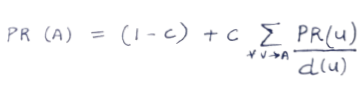 PR (A) = (1-c) + c ∑_{∀ U→A} PR(u)/d(u)